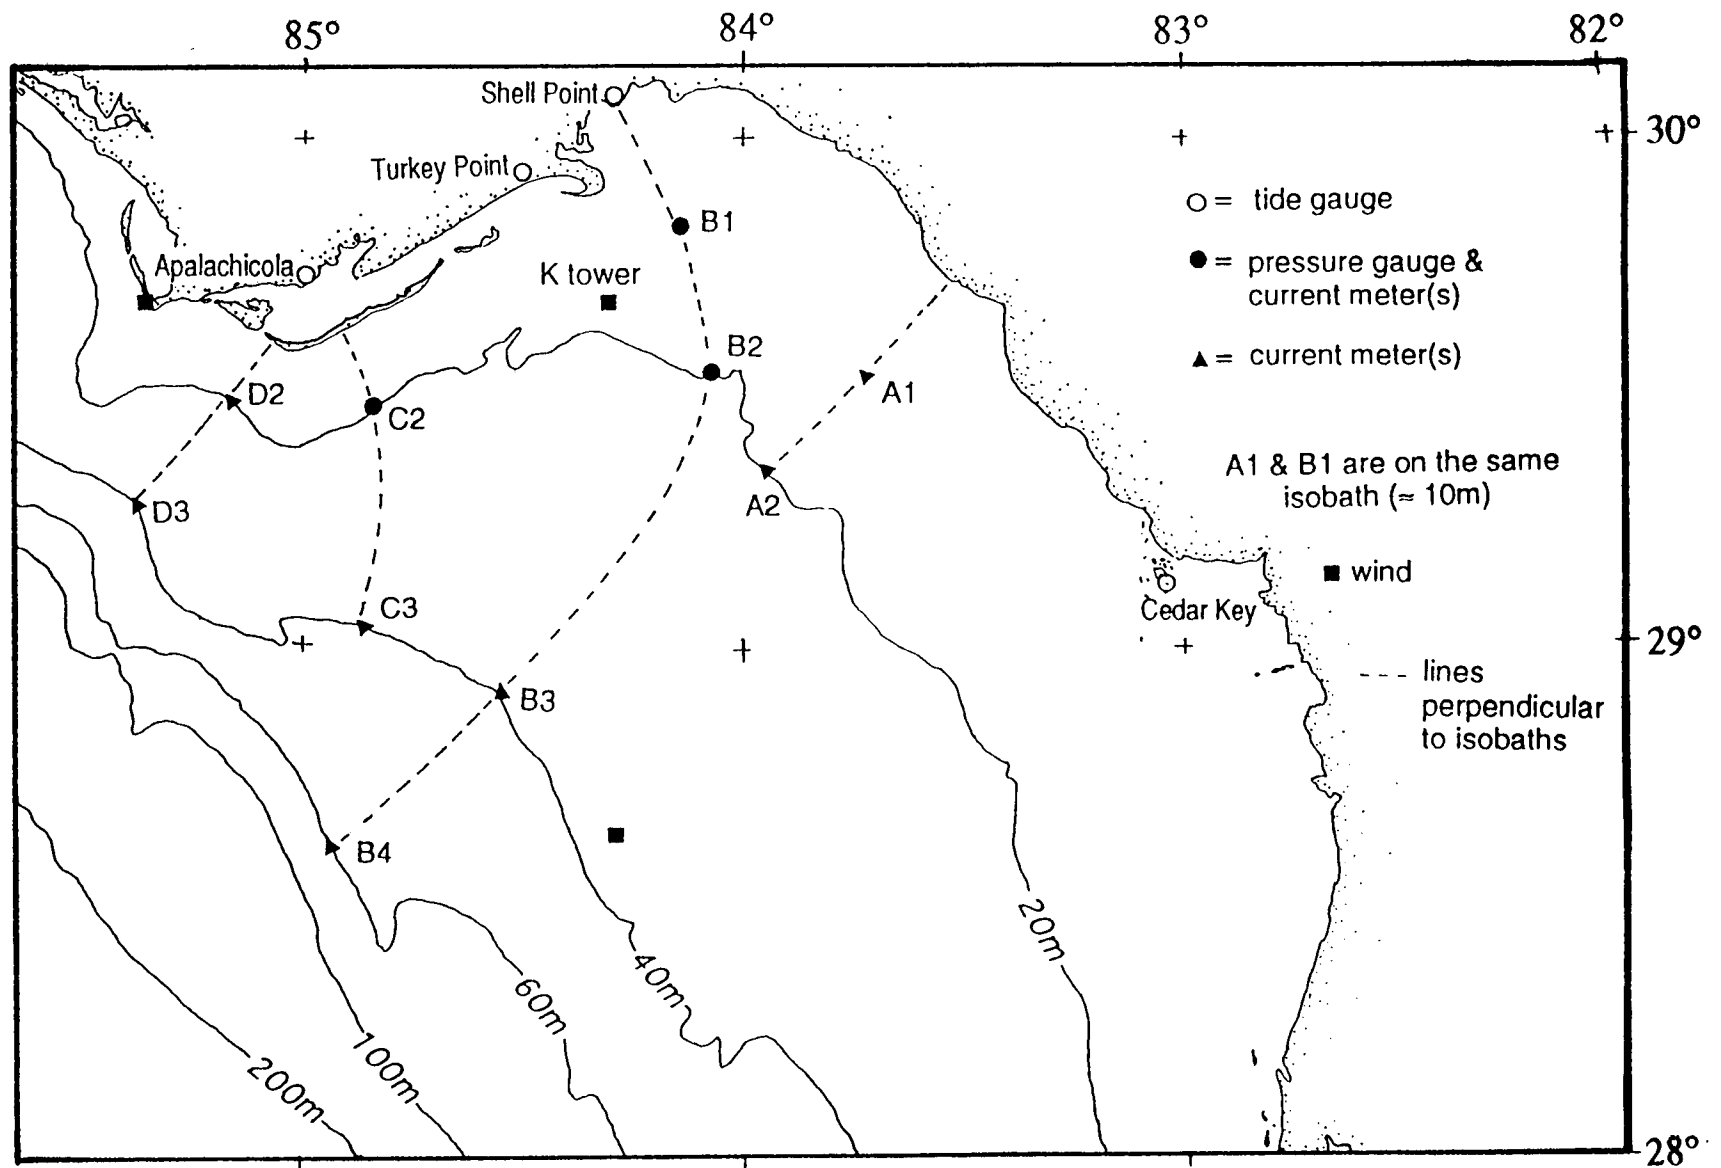 85° 84° 83° 82°
Shell Point
30°
Turkey Point
= tide gauge
B1
= pressure gauge &
current meter(s)
Apalachicola
K tower
B2
= current meter(s)
D2
A1
C2
A1 & B1 are on the same
isobath (≈ 10m)
A2
D3
wind
C3
Cedar Key
29°
lines
perpendicular
to isobaths
B3
B4
20m
40m
60m
100m
200m
28°